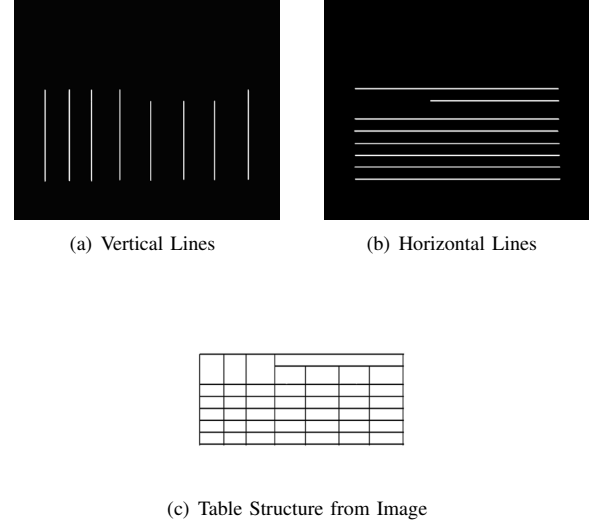 (a) Vertical Lines
(b) Horizontal Lines
(c) Table Structure from Image